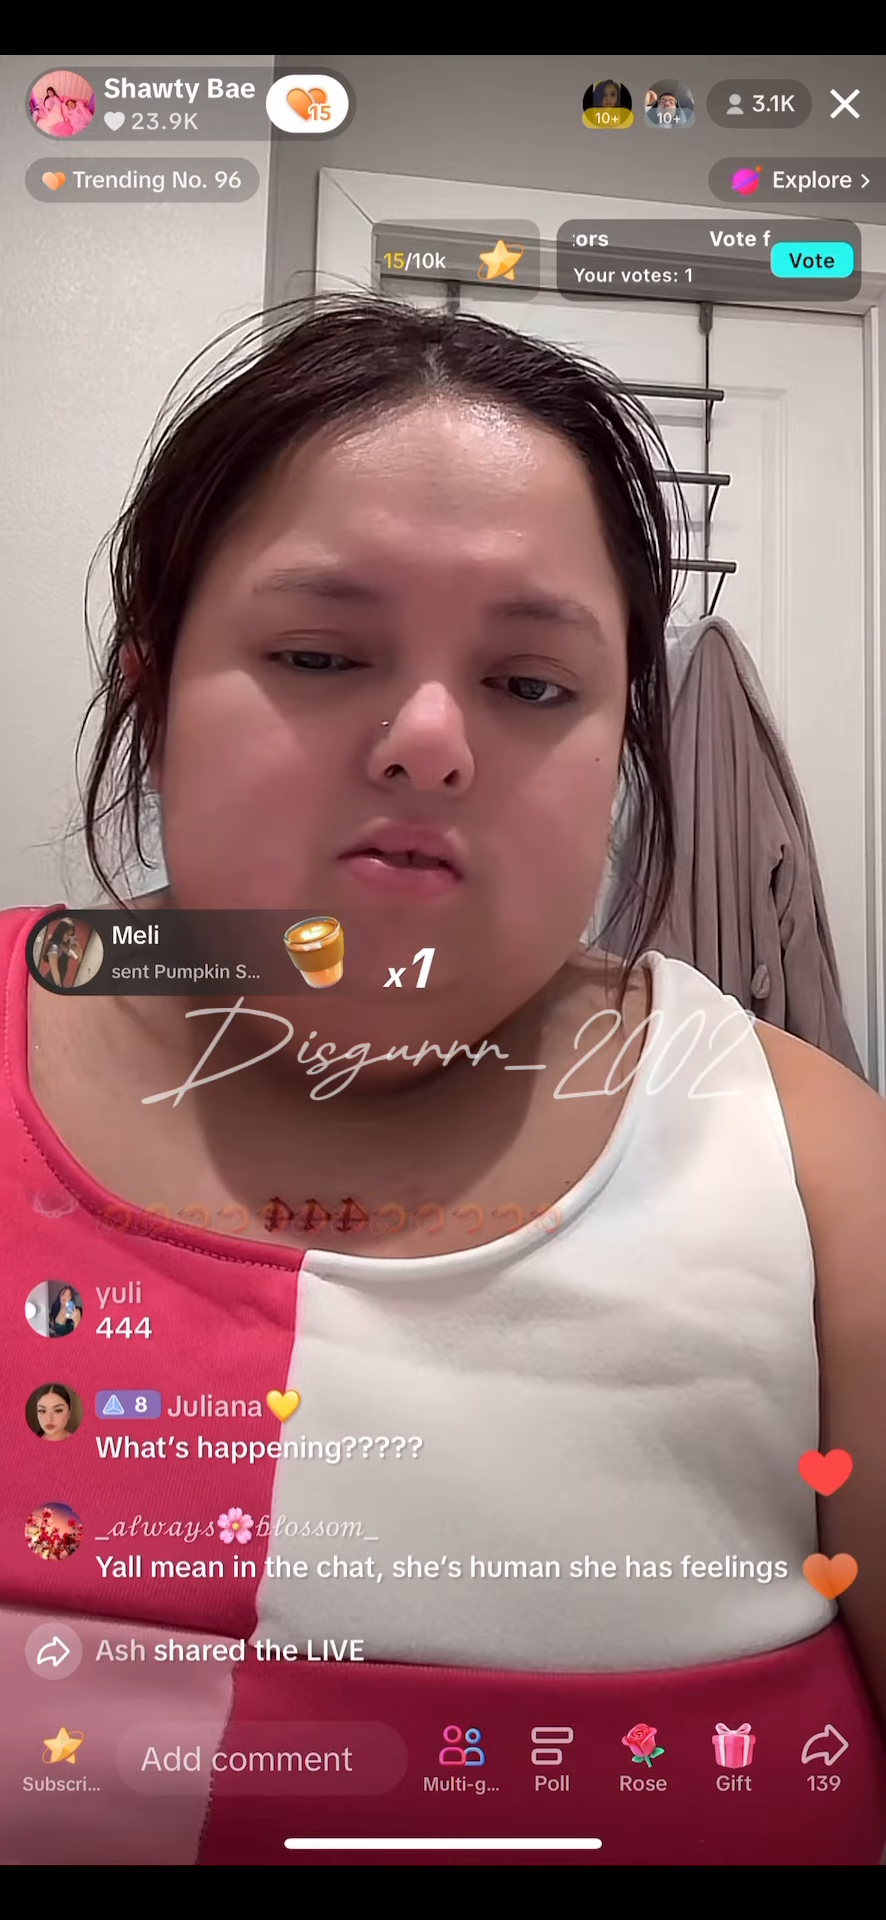 Shawty Bae
23.9K
15
10+
10+
3.1K
Trending No. 96
Explore >
15/10k
ors
Vote f
Your votes: 1
Vote
Meli
sent Pumpkin S...
x1
Disgurrr_2002
yuli
444
8 Juliana💛
What's happening?????
_𝒶𝓁𝓌𝒶𝓎𝓈🌸𝒷𝓁𝑜𝓈𝓈𝑜𝓂_
Yall mean in the chat, she's human she has feelings
Ash shared the LIVE
Subscri...
Add comment
Multi-g...
Poll
Rose
Gift
139